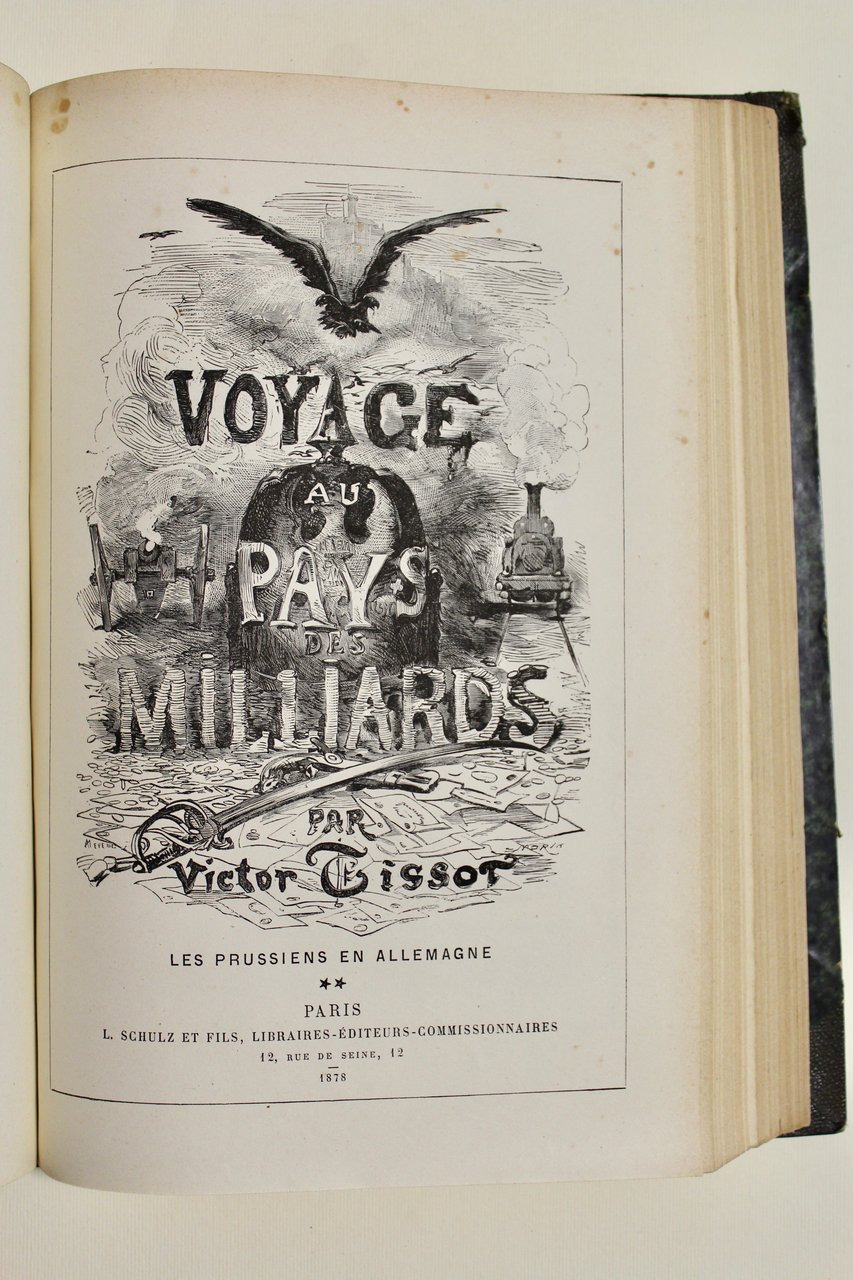 VOYAGE
AU
PAYS
DES
MILLIARDS
PAR
Victor Tissot
LES PRUSSIENS EN ALLEMAGNE
★★
PARIS
L. SCHULZ ET FILS, LIBRAIRES-ÉDITEURS-COMMISSIONNAIRES
12, RUE DE SEINE, 12
1878